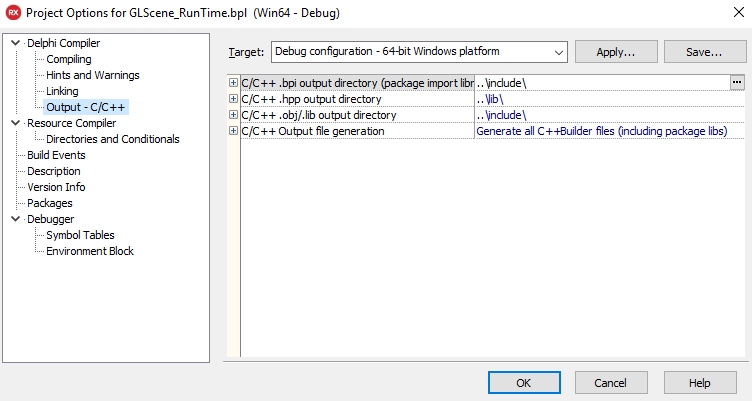 RX Project Options for GLScene_RunTime.bpl (Win64 - Debug)
Delphi Compiler
Compiling
Hints and Warnings
Linking
Output - C/C++
Resource Compiler
Directories and Conditionals
Build Events
Description
Version Info
Packages
Debugger
Symbol Tables
Environment Block
Target: Debug configuration - 64-bit Windows platform Apply... Save...
C/C++ .bpi output directory (package import libr ..\include\ ...
C/C++ .hpp output directory ..\lib\
C/C++ .obj/.lib output directory ..\include\
C/C++ Output file generation Generate all C++Builder files (including package libs)
OK Cancel Help